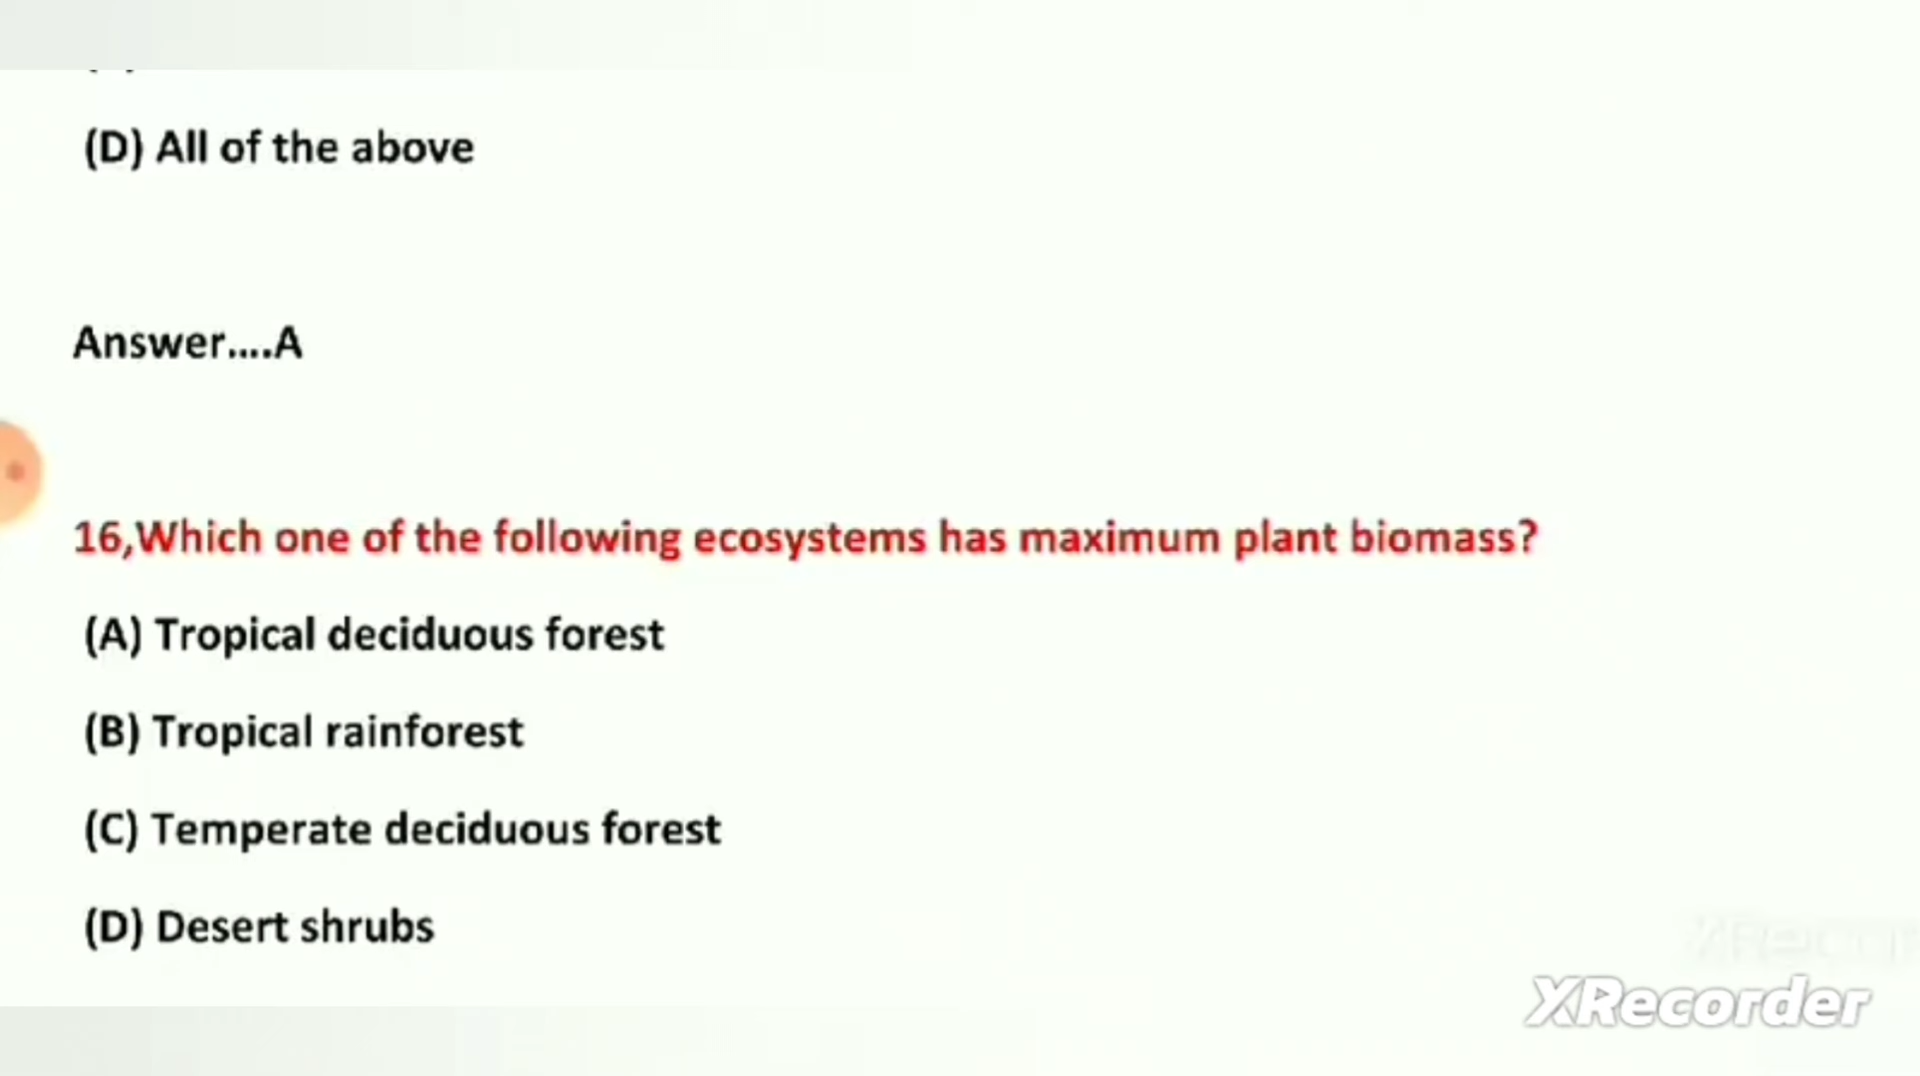 (D) All of the above
Answer....A
16,Which one of the following ecosystems has maximum plant biomass?
(A) Tropical deciduous forest
(B) Tropical rainforest
(C) Temperate deciduous forest
(D) Desert shrubs
XRecorder